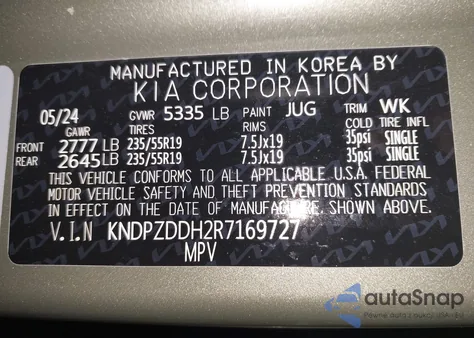 MANUFACTURED IN KOREA BY
KIA CORPORATION
05/24 GVWR 5335 LB PAINT JUG TRIM WK
GAWR TIRES RIMS COLD TIRE INFL
FRONT 2777 LB 235/55R19 7.5Jx19 35psi SINGLE
REAR 2645 LB 235/55R19 7.5Jx19 35psi SINGLE
THIS VEHICLE CONFORMS TO ALL APPLICABLE U.S.A. FEDERAL
MOTOR VEHICLE SAFETY AND THEFT PREVENTION STANDARDS
IN EFFECT ON THE DATE OF MANUFACTURE. SHOWN ABOVE.
V.I.N KNDPZDDH2R7169727
MPV
autaSnap